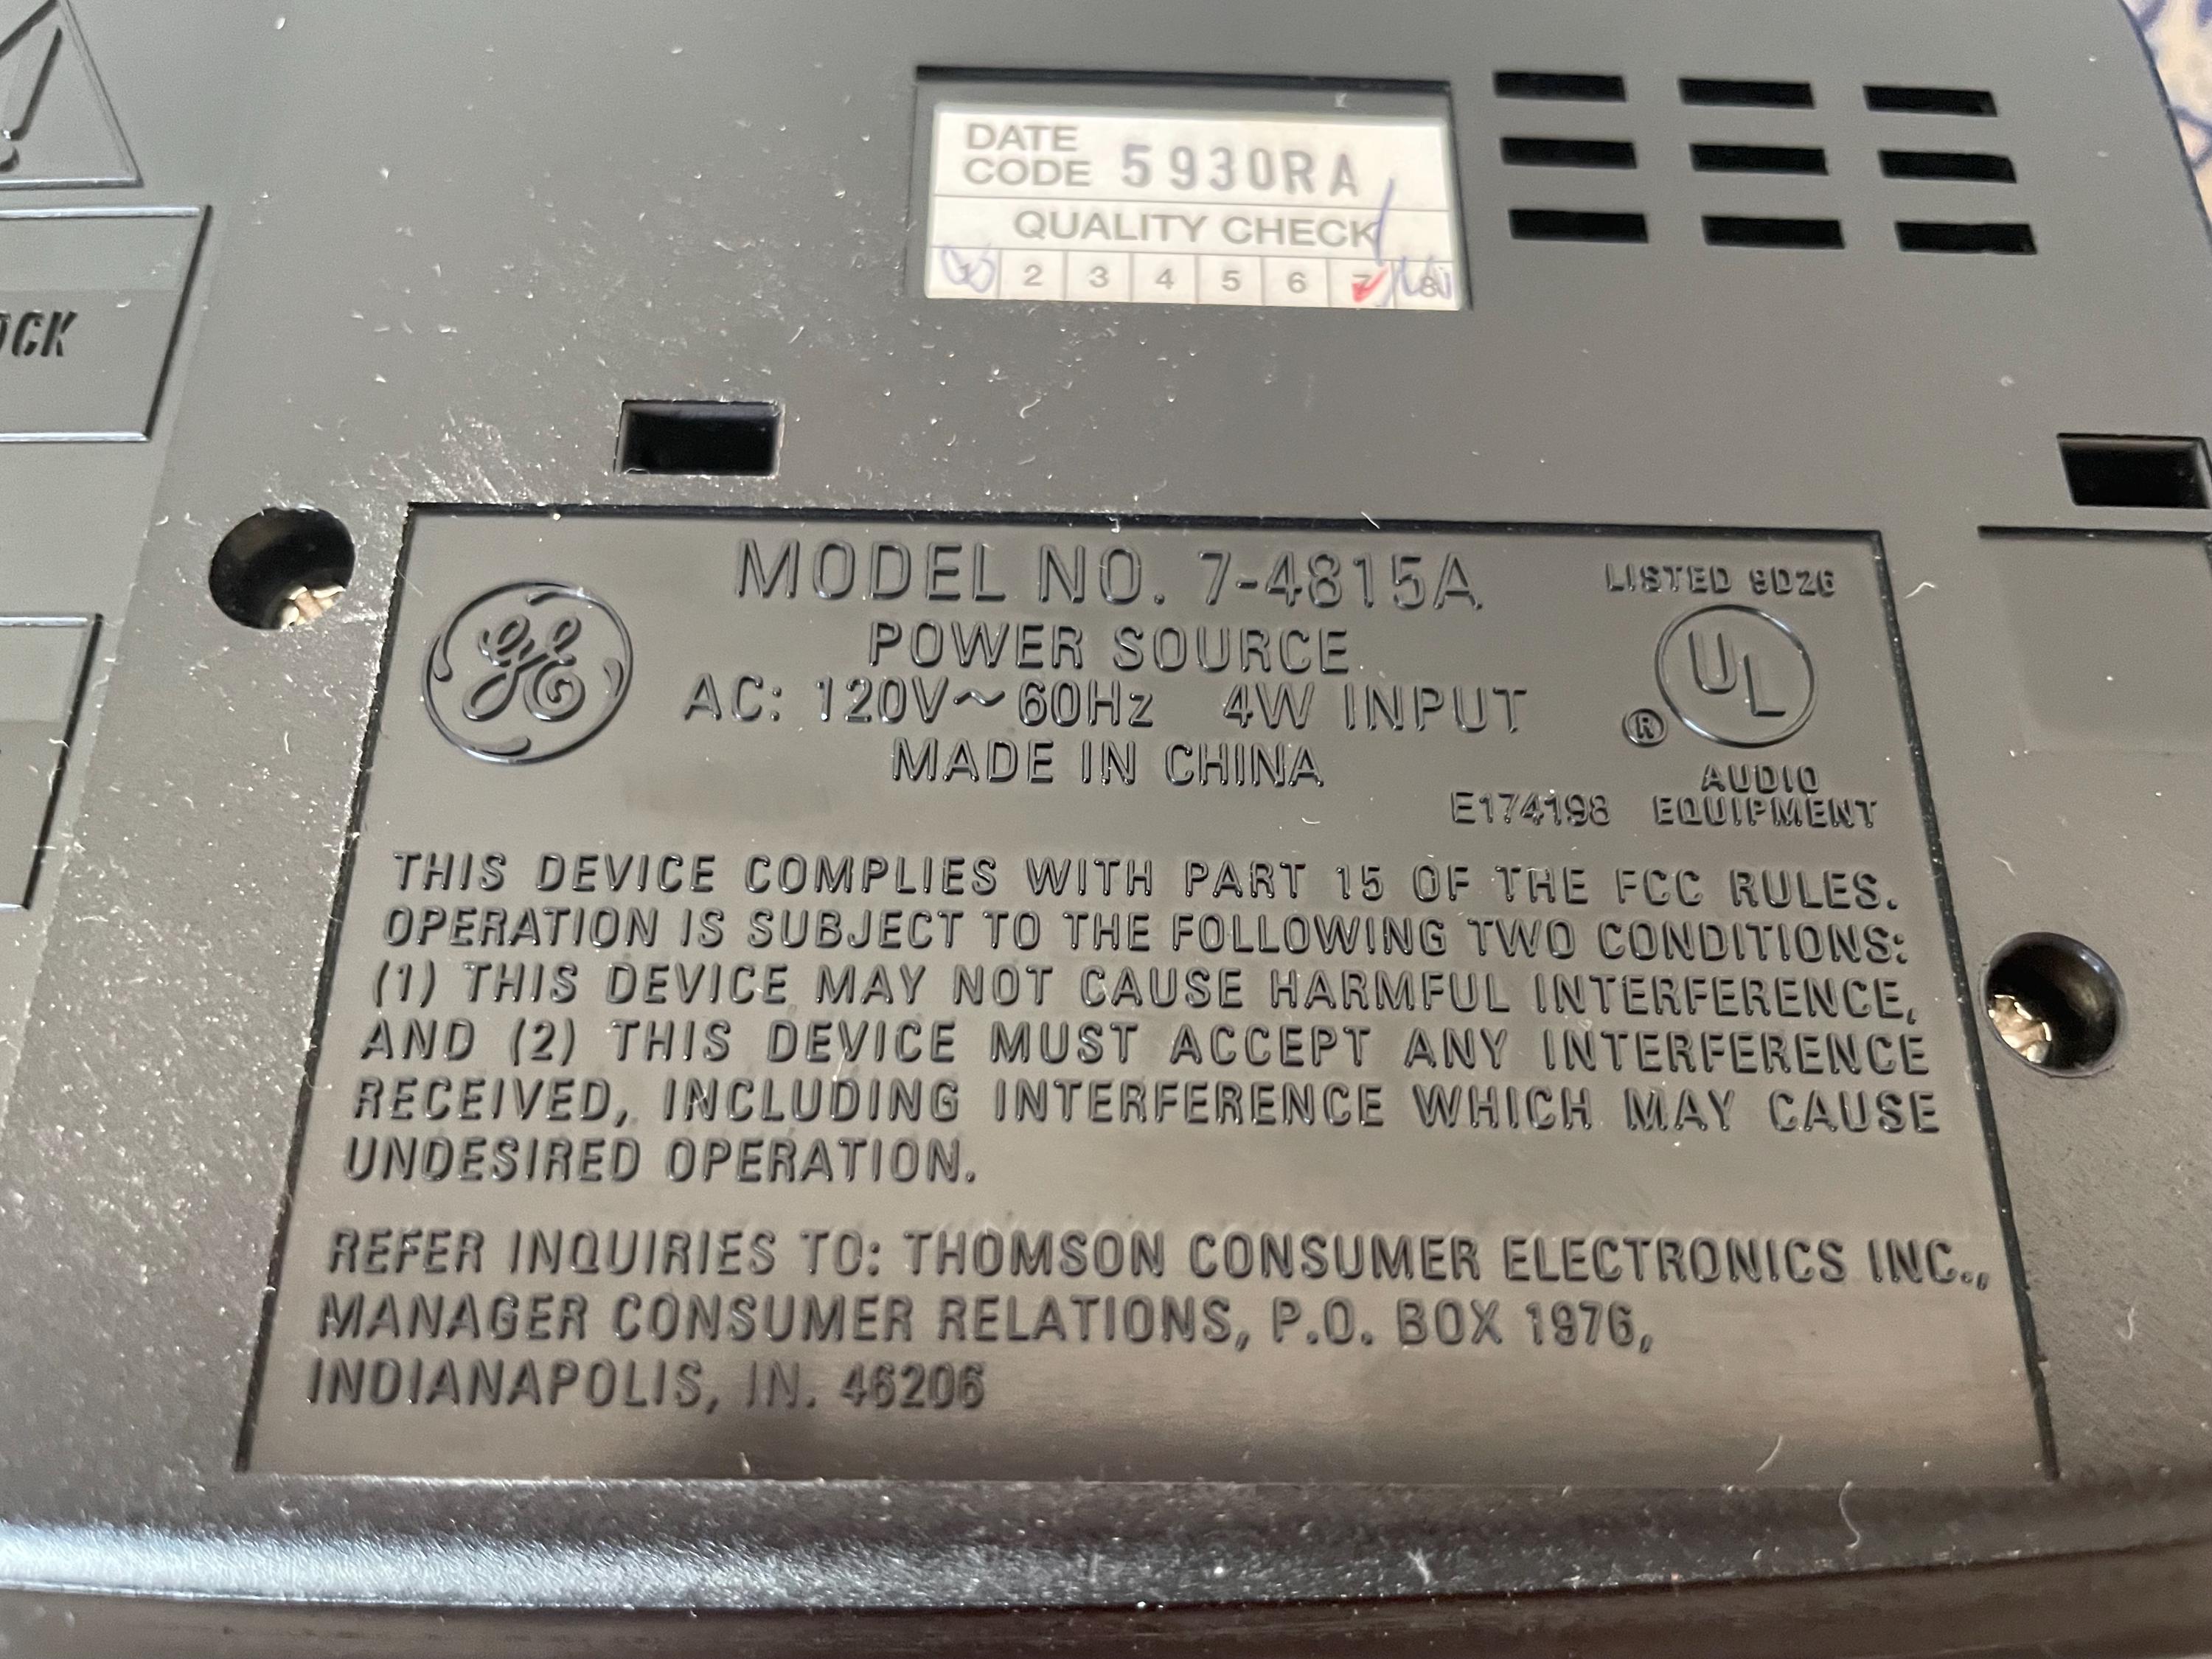 DATE
CODE 5930RA
QUALITY CHECK
2 3 4 5 6 7 8
OCK
MODEL NO. 7-4815A
LISTED 9D26
POWER SOURCE
AC: 120V~60Hz 4W INPUT
MADE IN CHINA
GE
UL
®
AUDIO
E174198 EQUIPMENT
THIS DEVICE COMPLIES WITH PART 15 OF THE FCC RULES.
OPERATION IS SUBJECT TO THE FOLLOWING TWO CONDITIONS:
(1) THIS DEVICE MAY NOT CAUSE HARMFUL INTERFERENCE,
AND (2) THIS DEVICE MUST ACCEPT ANY INTERFERENCE
RECEIVED, INCLUDING INTERFERENCE WHICH MAY CAUSE
UNDESIRED OPERATION.
REFER INQUIRIES TO: THOMSON CONSUMER ELECTRONICS INC.,
MANAGER CONSUMER RELATIONS, P.O. BOX 1976,
INDIANAPOLIS, IN. 46206